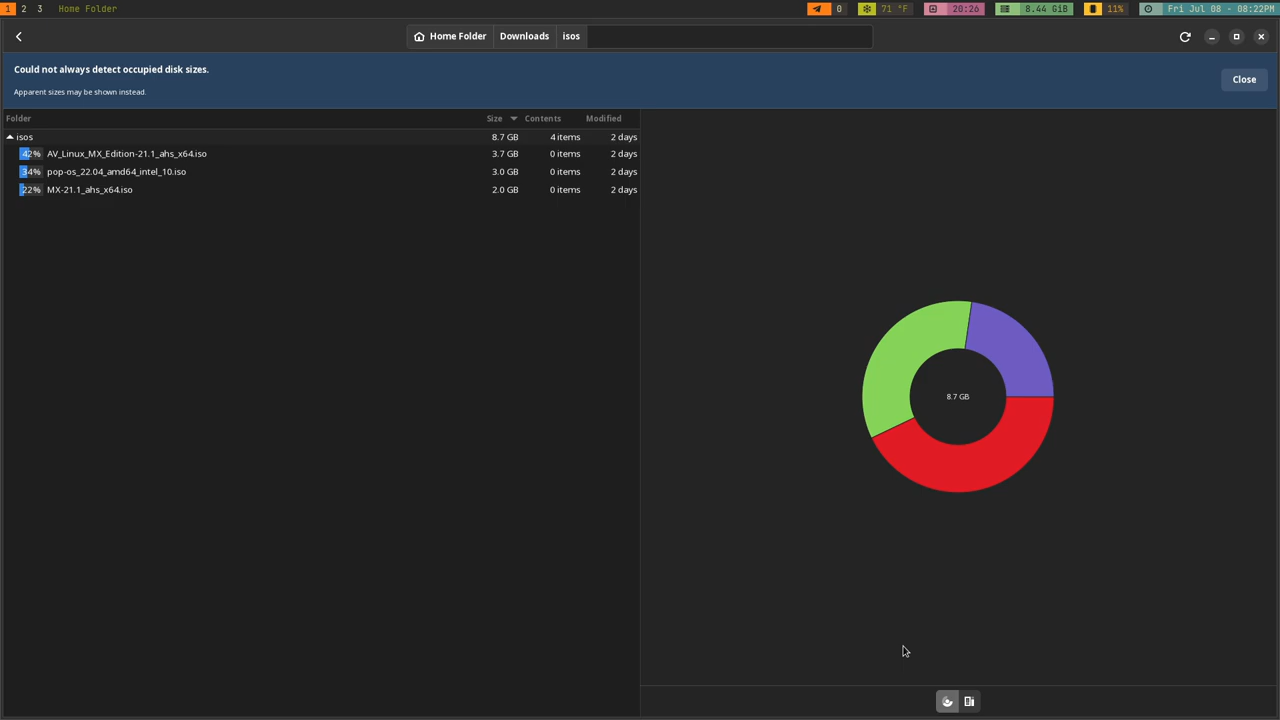 1 2 3 Home Folder 0 71 °F 20:26 8.44 GiB 11% Fri Jul 08 - 08:22PM
Home Folder Downloads isos
Could not always detect occupied disk sizes.
Apparent sizes may be shown instead.
Close
Folder Size Contents Modified
isos 8.7 GB 4 items 2 days
42% AV_Linux_MX_Edition-21.1_ahs_x64.iso 3.7 GB 0 items 2 days
34% pop-os_22.04_amd64_intel_10.iso 3.0 GB 0 items 2 days
22% MX-21.1_ahs_x64.iso 2.0 GB 0 items 2 days
8.7 GB